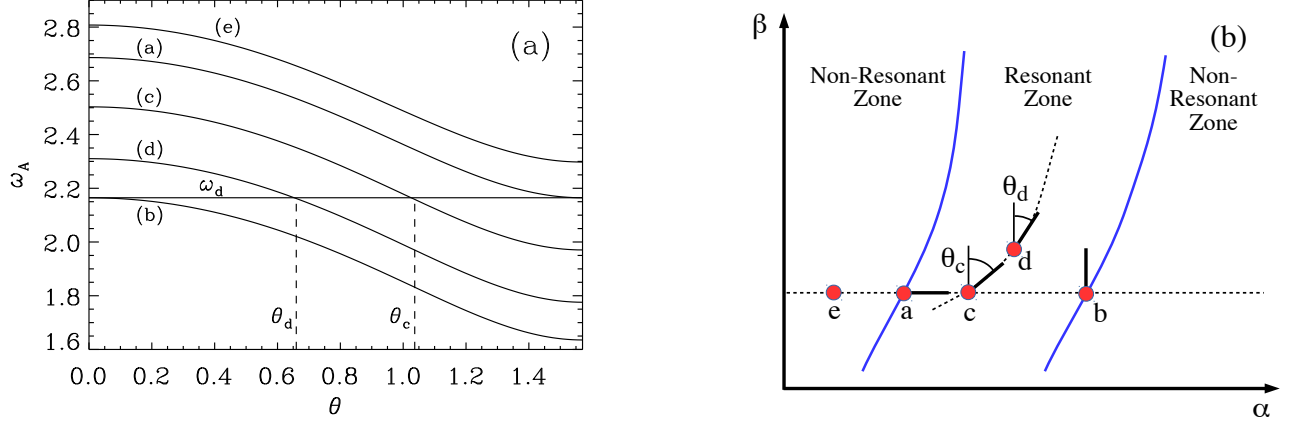 2.8
2.6
2.4
2.2
2.0
1.8
1.6
ω_A
(e)
(a)
(a)
(c)
(d)
ω_d
(b)
θ_d
θ_c
0.0 0.2 0.4 0.6 0.8 1.0 1.2 1.4
θ
β
(b)
Non-Resonant
Zone
Resonant
Zone
Non-
Resonant
Zone
θ_d
θ_c
d
e
a
c
b
α